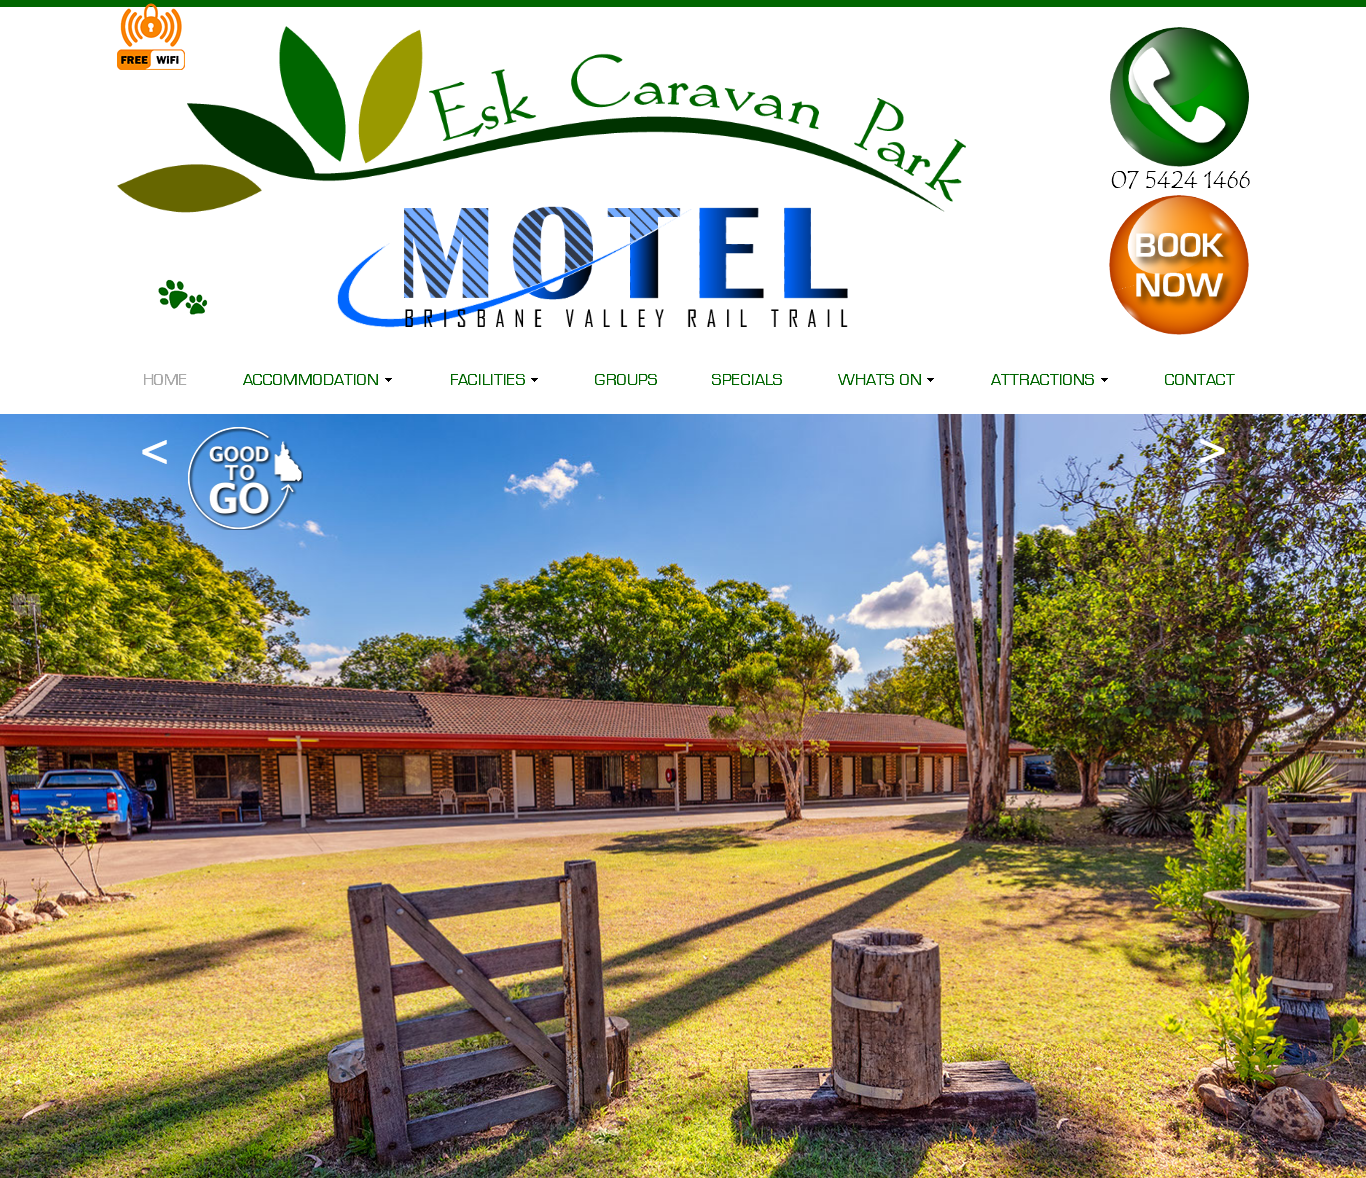 FREE WIFI
Esk Caravan Park
07 5424 1466
MOTEL
BRISBANE VALLEY RAIL TRAIL
BOOK
NOW
HOME ACCOMMODATION FACILITIES GROUPS SPECIALS WHATS ON ATTRACTIONS CONTACT
< >
GOOD
TO
GO